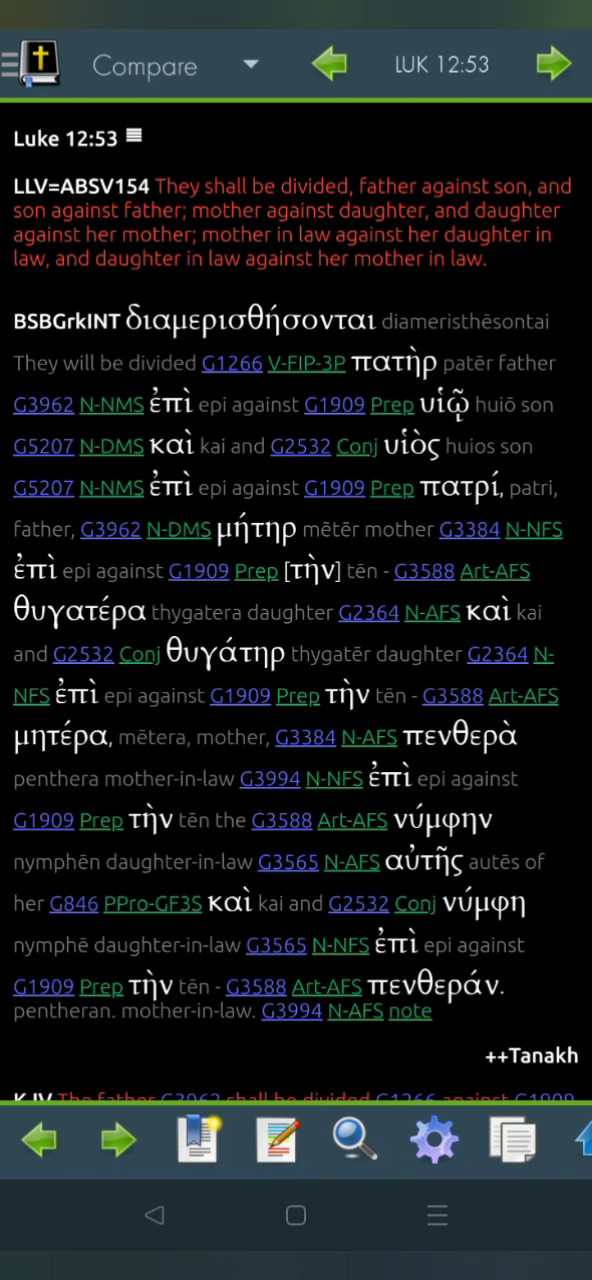 Compare LUK 12:53
Luke 12:53
LLV=ABSV154 They shall be divided, father against son, and
son against father; mother against daughter, and daughter
against her mother; mother in law against her daughter in
law, and daughter in law against her mother in law.
BSBGrkINT διαμερισθήσονται diameristhēsontai
They will be divided G1266 V-FIP-3P πατὴρ patēr father
G3962 N-NMS ἐπὶ epi against G1909 Prep υἱῷ huiō son
G5207 N-DMS καὶ kai and G2532 Conj υἱὸς huios son
G5207 N-NMS ἐπὶ epi against G1909 Prep πατρί, patri,
father, G3962 N-DMS μήτηρ mētēr mother G3384 N-NFS
ἐπὶ epi against G1909 Prep [τὴν] tēn - G3588 Art-AFS
θυγατέρα thygatera daughter G2364 N-AFS καὶ kai
and G2532 Conj θυγάτηρ thygatēr daughter G2364 N-
NFS ἐπὶ epi against G1909 Prep τὴν tēn - G3588 Art-AFS
μητέρα, mētera, mother, G3384 N-AFS πενθερὰ
penthera mother-in-law G3994 N-NFS ἐπὶ epi against
G1909 Prep τὴν tēn the G3588 Art-AFS νύμφην
nymphēn daughter-in-law G3565 N-AFS αὐτῆς autēs of
her G846 PPro-GF3S καὶ kai and G2532 Conj νύμφη
nymphē daughter-in-law G3565 N-NFS ἐπὶ epi against
G1909 Prep τὴν tēn - G3588 Art-AFS πενθεράν.
pentheran. mother-in-law. G3994 N-AFS note
++Tanakh
KJV The father G3962 shall be divided G1266 against G1909